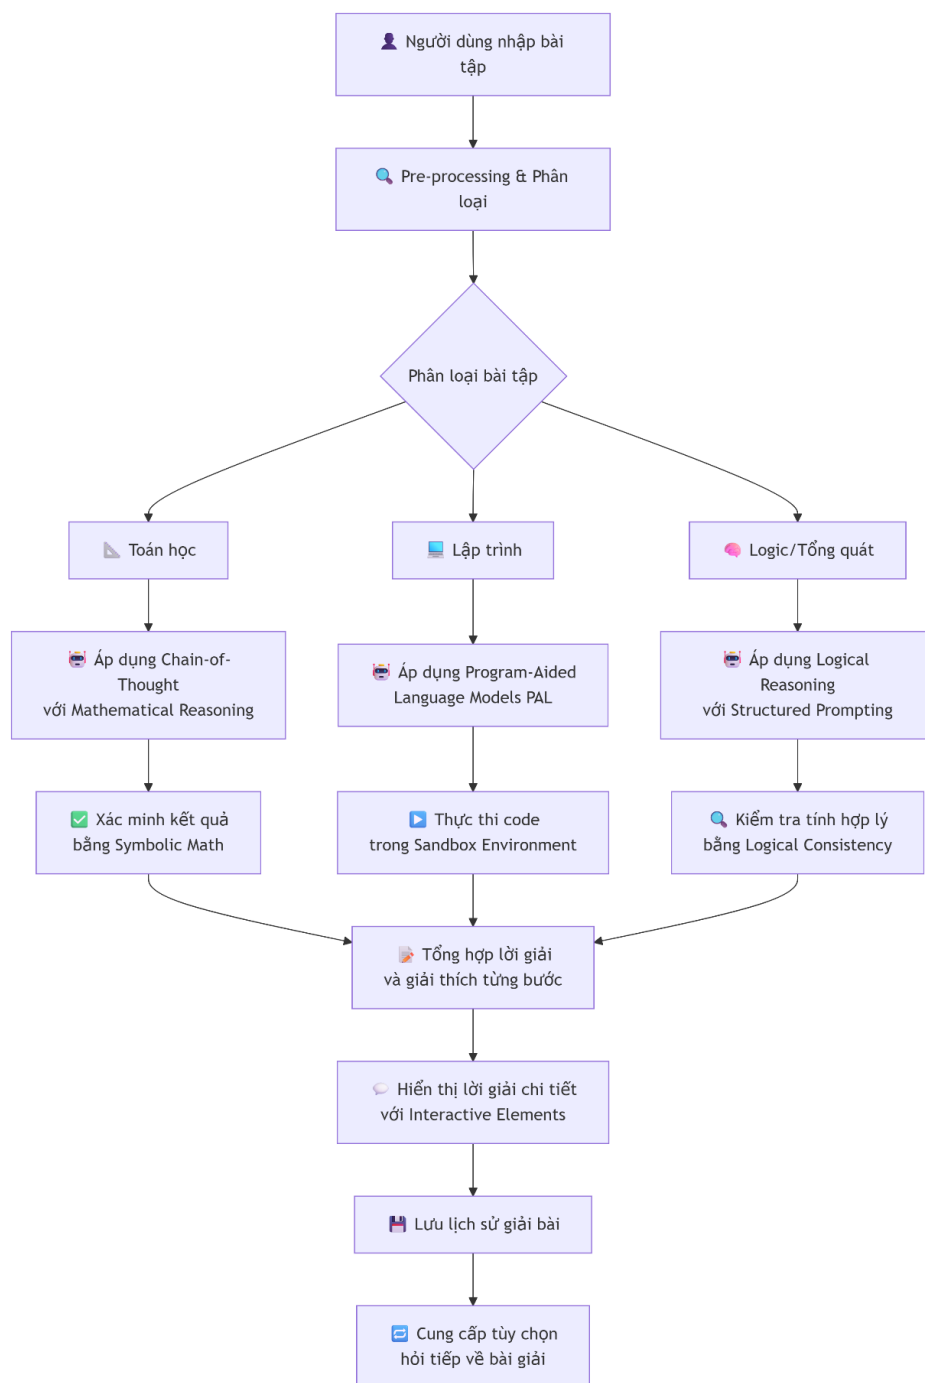 👤 Người dùng nhập bài
tập
🔍 Pre-processing & Phân
loại
Phân loại bài tập
📐 Toán học
💻 Lập trình
🧠 Logic/Tổng quát
🤖 Áp dụng Chain-of-
Thought
với Mathematical Reasoning
🤖 Áp dụng Program-Aided
Language Models PAL
🤖 Áp dụng Logical
Reasoning
với Structured Prompting
✅ Xác minh kết quả
bằng Symbolic Math
▶️ Thực thi code
trong Sandbox Environment
🔍 Kiểm tra tính hợp lý
bằng Logical Consistency
📝 Tổng hợp lời giải
và giải thích từng bước
💬 Hiển thị lời giải chi tiết
với Interactive Elements
💾 Lưu lịch sử giải bài
🔁 Cung cấp tùy chọn
hỏi tiếp về bài giải